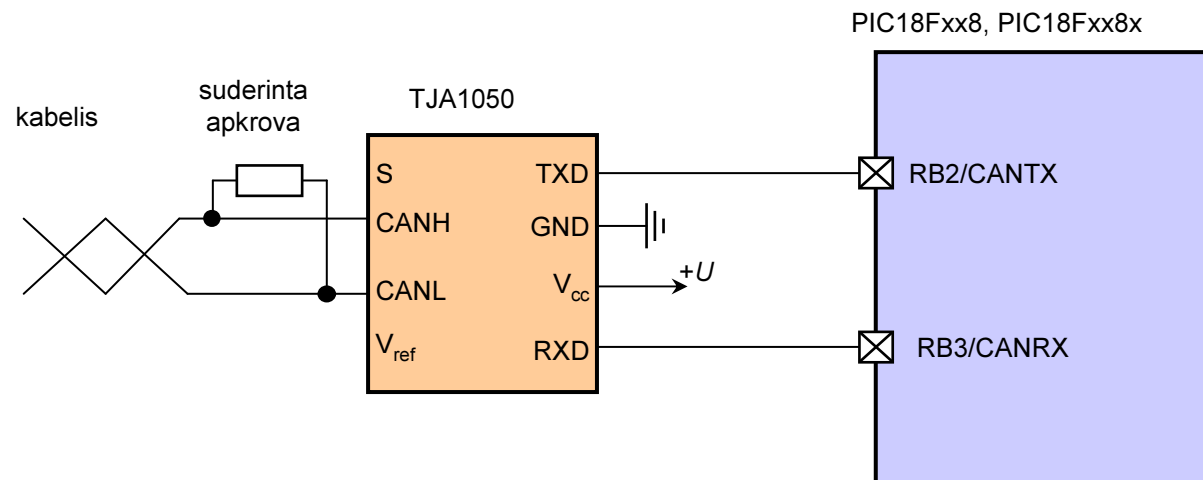 PIC18Fxx8, PIC18Fxx8x
kabelis
suderinta
apkrova
TJA1050
S
CANH
CANL
Vref
TXD
GND
Vcc
RXD
+U
RB2/CANTX
RB3/CANRX